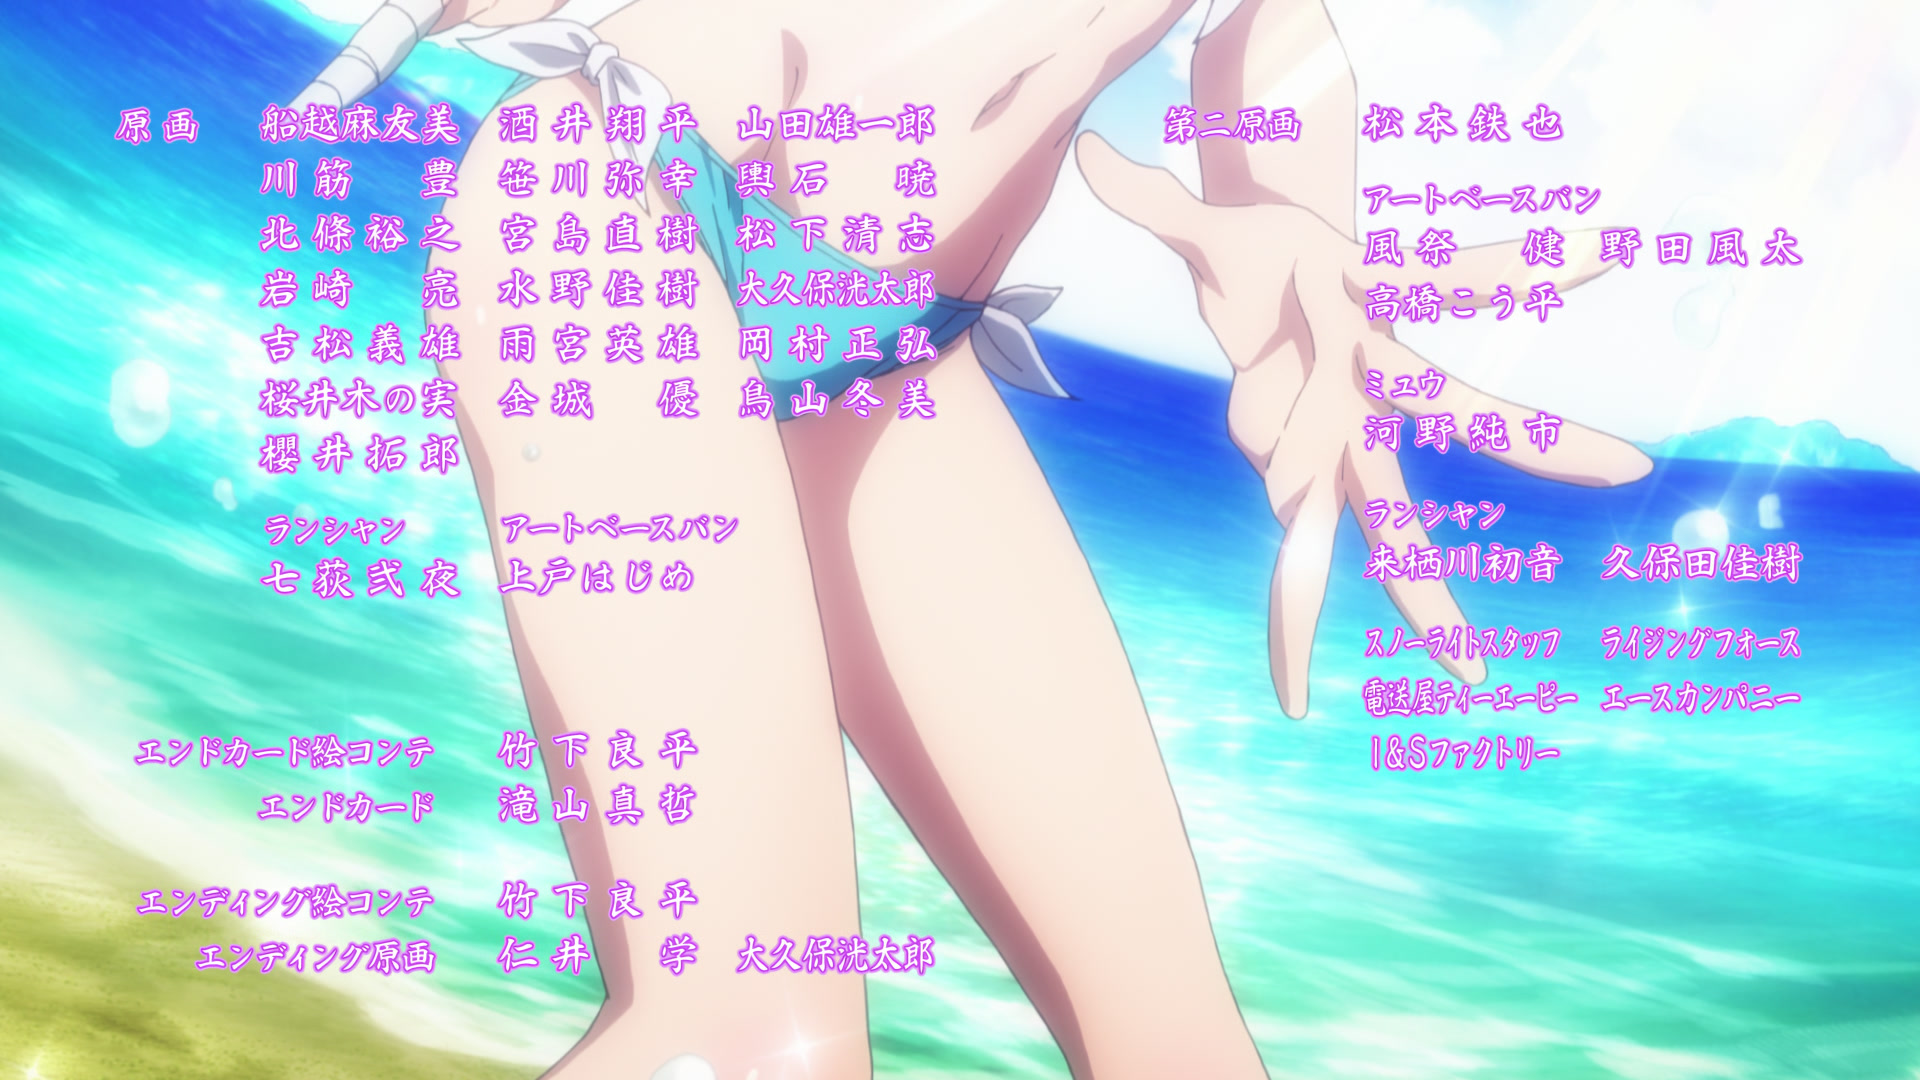 原画 船越麻友美 酒井翔平 山田雄一郎
川筋 豊 笹川弥幸 輿石 暁
北條裕之 宮島直樹 松下清志
岩崎 亮 水野佳樹 大久保洸太郎
吉松義雄 雨宮英雄 岡村正弘
桜井木の実 金城 優 鳥山冬美
櫻井拓郎
ランシャン アートベースバン
七荻弐夜 上戸はじめ
エンドカード絵コンテ 竹下良平
エンドカード 滝山真哲
エンディング絵コンテ 竹下良平
エンディング原画 仁井 学 大久保洸太郎
第二原画 松本鉄也
アートベースバン
風祭 健 野田風太
高橋こう平
ミュウ
河野純市
ランシャン
来栖川初音 久保田佳樹
スノーライトスタッフ ライジングフォース
電送屋ティーエーピー エースカンパニー
I&Sファクトリー